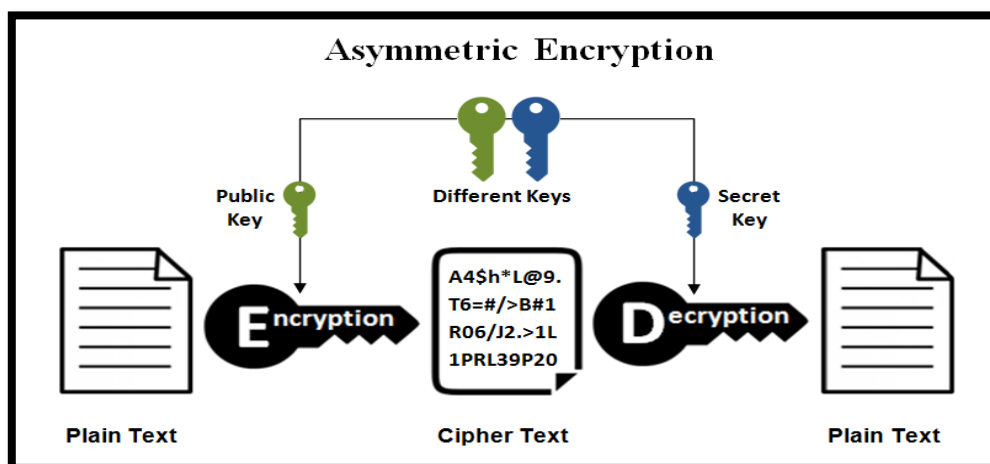 Asymmetric Encryption
Public
Key
Different Keys
Secret
Key
Encryption
A4$h*L@9.
T6=#/>B#1
R06/J2.>1L
1PRL39P20
Decryption
Plain Text
Cipher Text
Plain Text